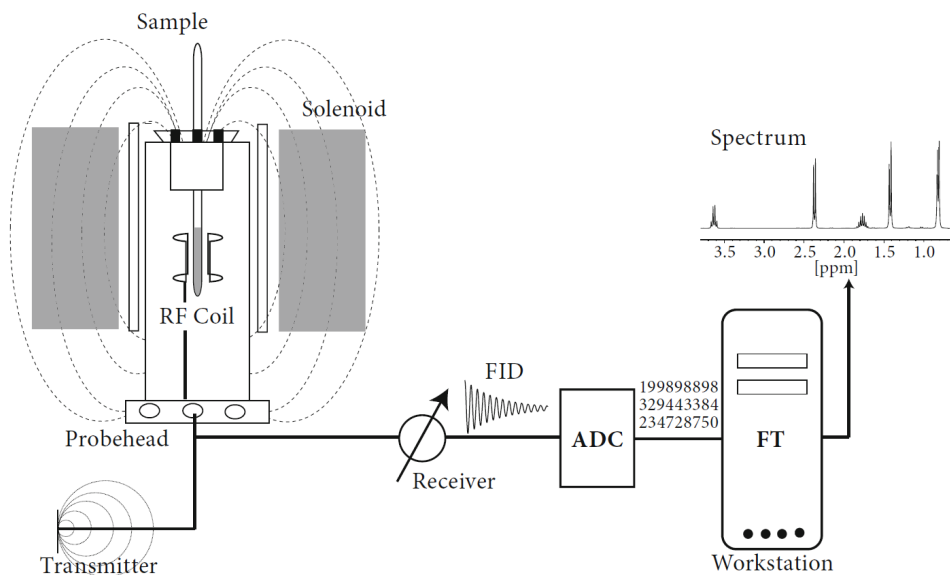 Sample
Solenoid
Spectrum
3.5 3.0 2.5 2.0 1.5 1.0
[ppm]
RF Coil
FID
199898898
329443384
234728750
ADC
FT
Probehead
Receiver
Transmitter
Workstation